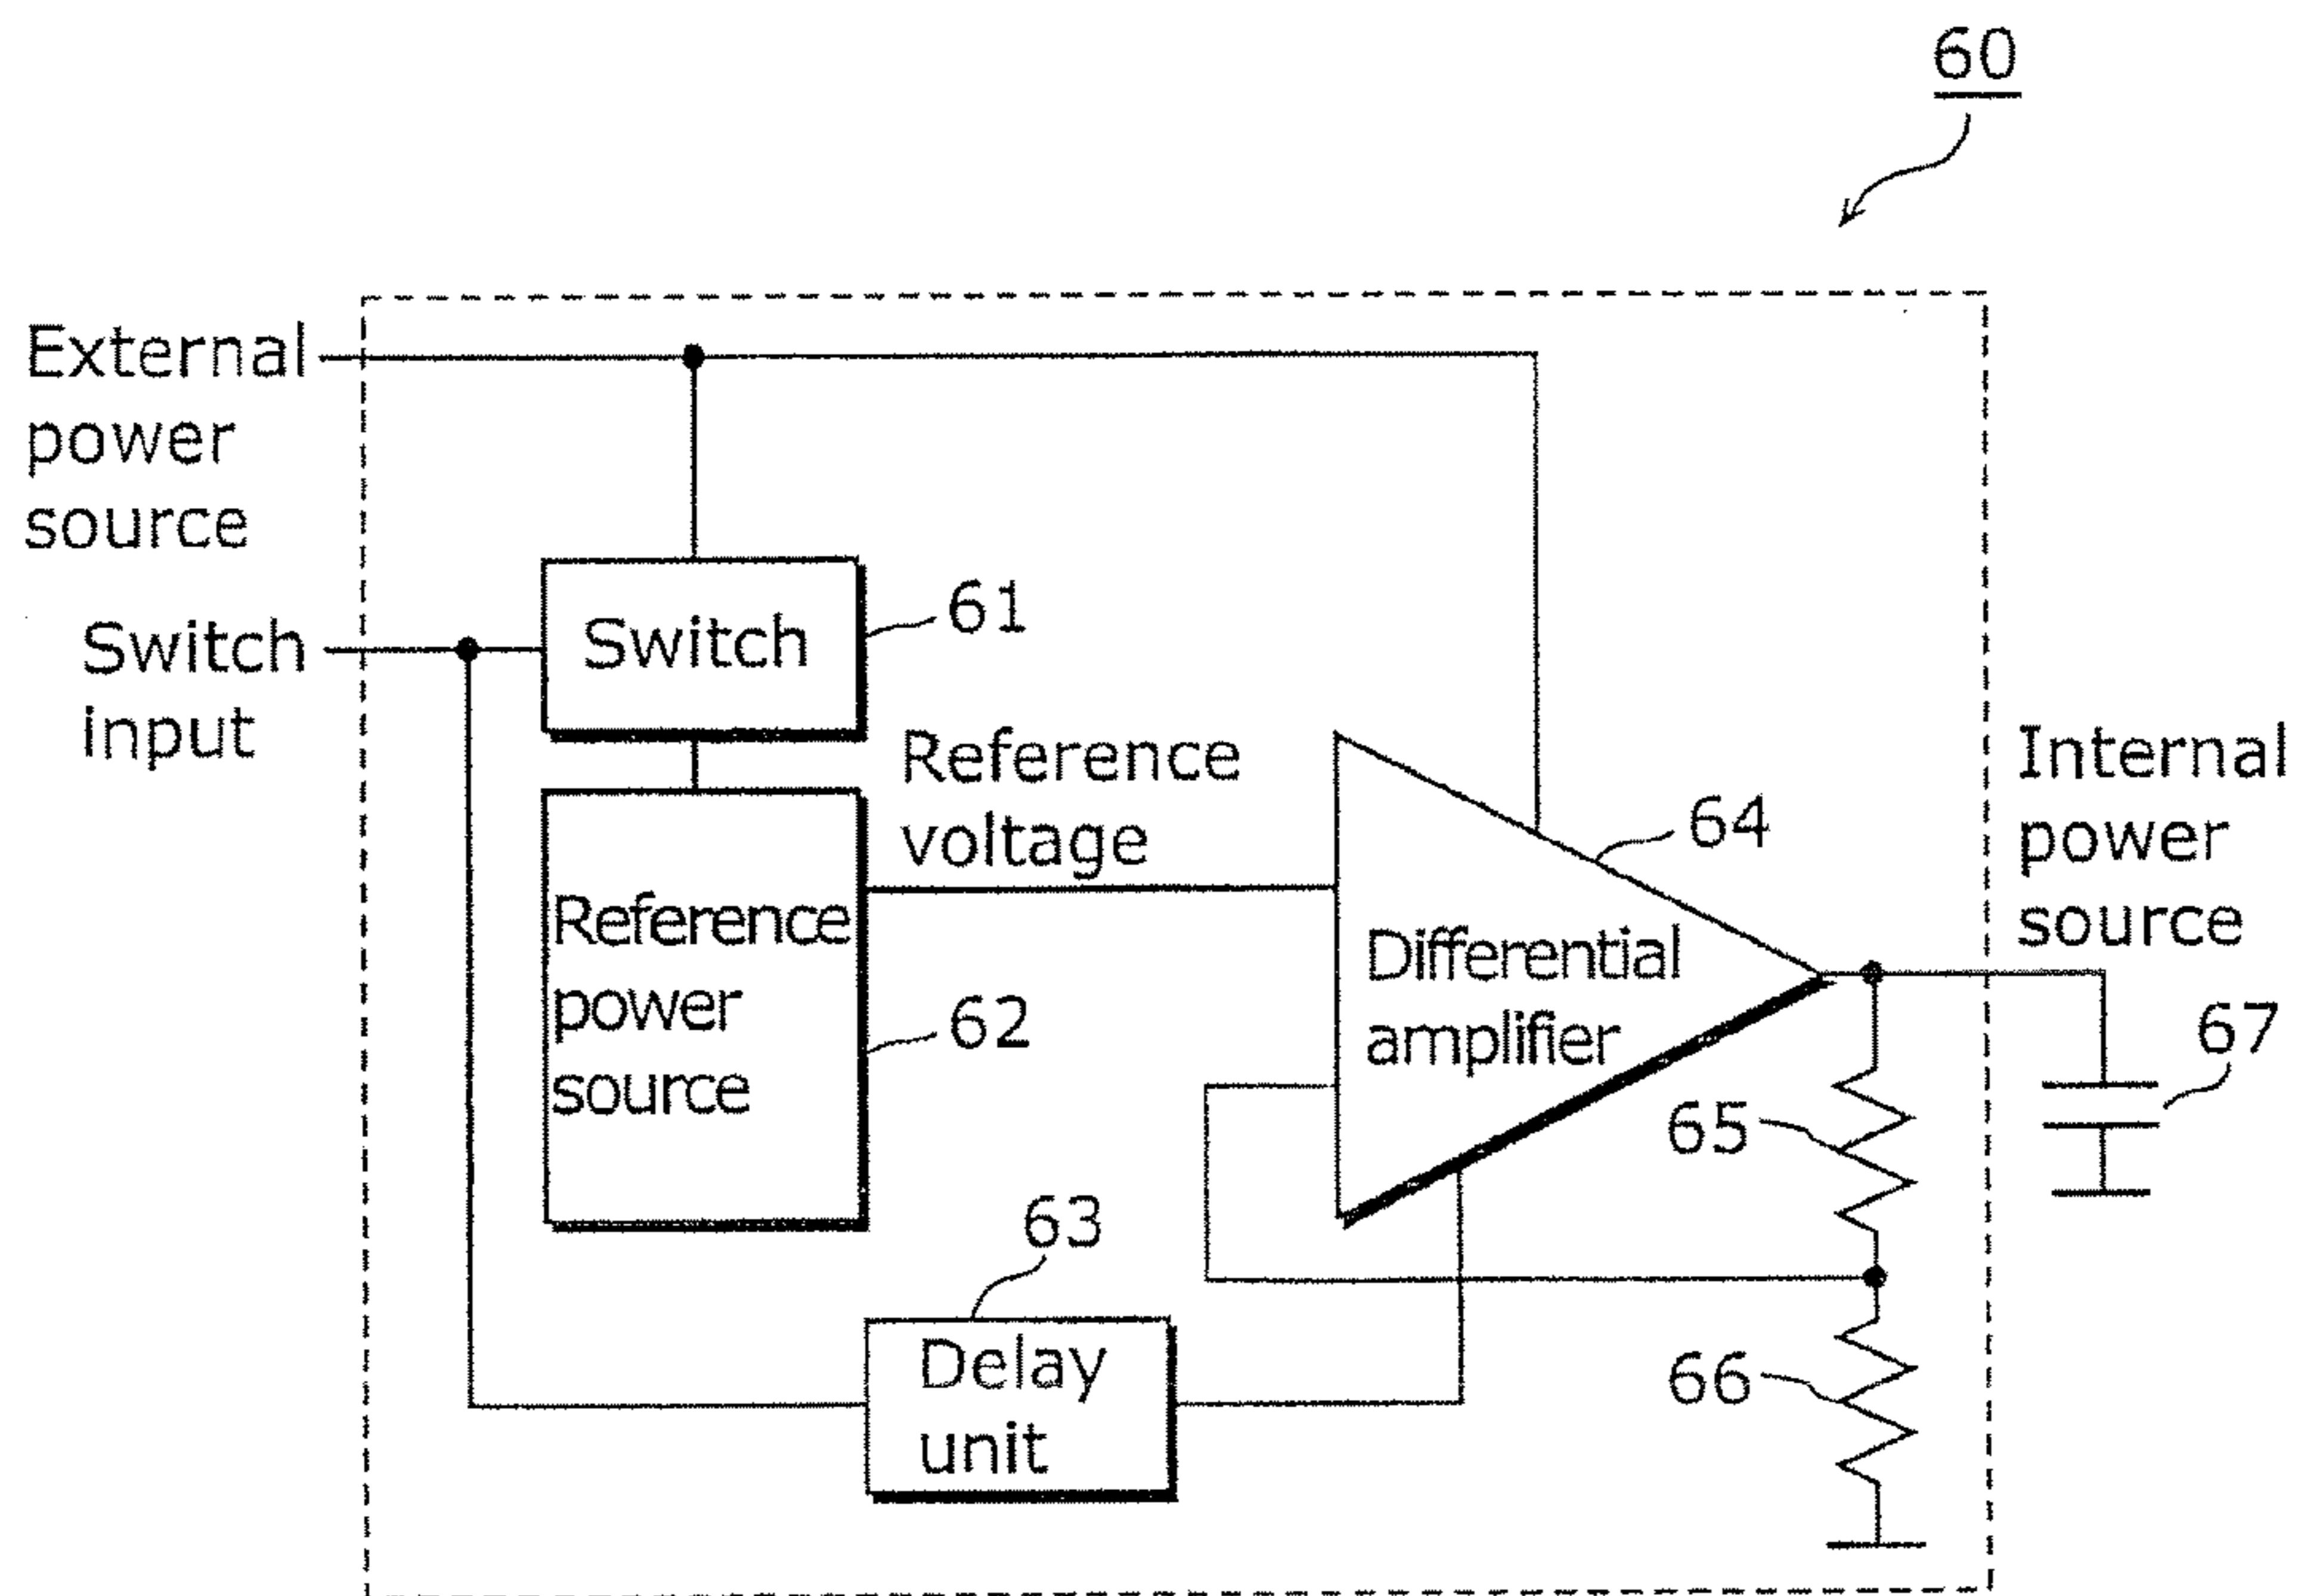 60
External
power
source
Switch
input
Switch
61
Reference
voltage
Reference
power
source
62
64
Differential
amplifier
Internal
power
source
67
65
63
Delay
unit
66